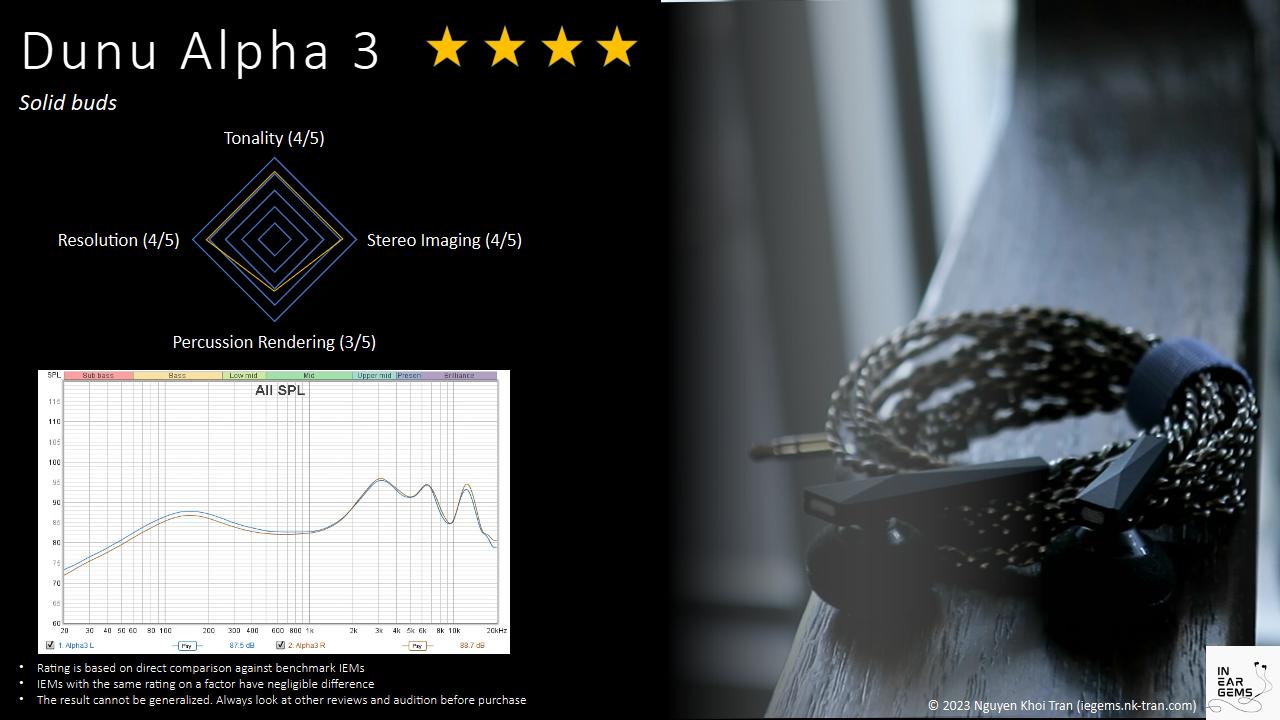 Dunu Alpha 3
Solid buds
Tonality (4/5)
Resolution (4/5)
Stereo Imaging (4/5)
Percussion Rendering (3/5)
SPL Sub bass Bass Low mid Mid Upper mid Presen Brilliance
All SPL
115
110
105
100
95
90
85
80
75
70
65
60
20 30 40 50 60 80 100 200 300 400 600 800 1k 2k 3k 4k 5k 6k 8k 10k 20kHz
1: Alpha3 L 87.5 dB 2: Alpha3 R 88.7 dB
• Rating is based on direct comparison against benchmark IEMs
• IEMs with the same rating on a factor have negligible difference
• The result cannot be generalized. Always look at other reviews and audition before purchase
© 2023 Nguyen Khoi Tran (iegems.nk-tran.com)
IN
EAR
GEMS